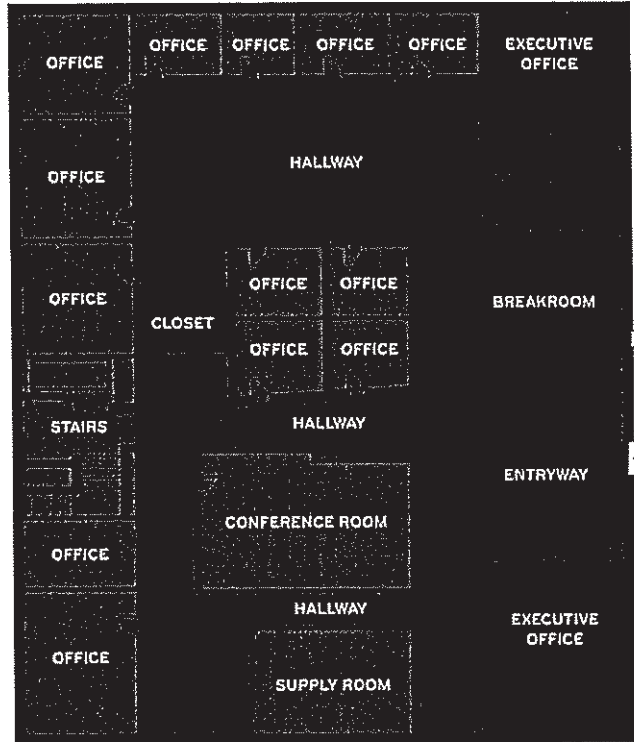 OFFICE
OFFICE
OFFICE
OFFICE
EXECUTIVE
OFFICE
OFFICE
OFFICE
HALLWAY
OFFICE
OFFICE
OFFICE
BREAKROOM
CLOSET
OFFICE
OFFICE
STAIRS
HALLWAY
ENTRYWAY
CONFERENCE ROOM
OFFICE
HALLWAY
EXECUTIVE
OFFICE
OFFICE
SUPPLY ROOM